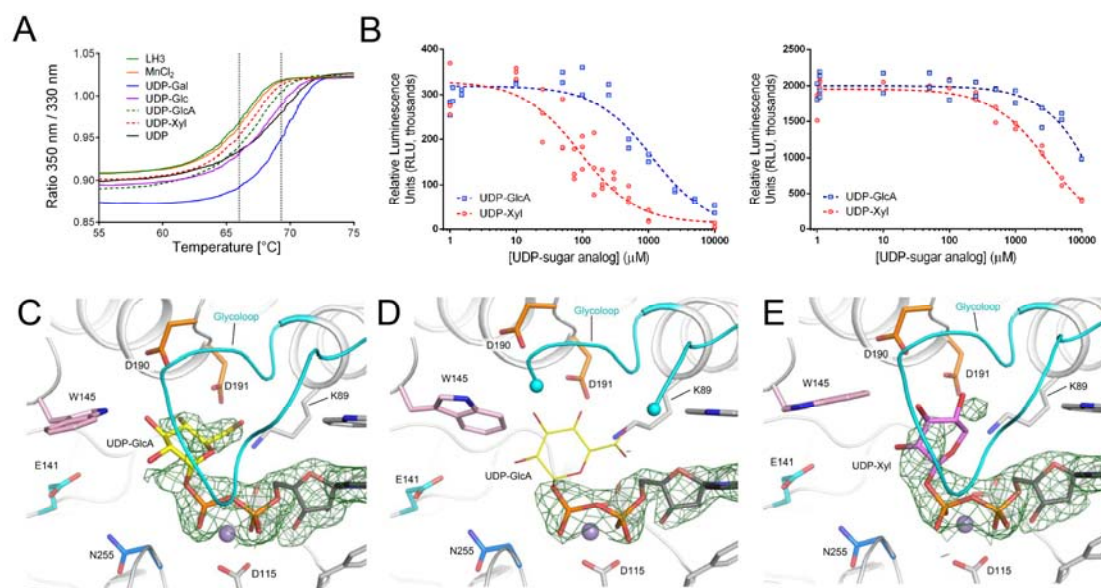 A
1.05
1.00
0.95
0.90
0.85
Ratio 350 nm / 330 nm
LH3
MnCl2
UDP-Gal
UDP-Glc
UDP-GlcA
UDP-Xyl
UDP
55
60
65
70
75
Temperature [°C]
B
400
300
200
100
0
Relative Luminescence
Units (RLU, thousands)
UDP-GlcA
UDP-Xyl
1
10
100
1000
10000
[UDP-sugar analog] (μM)
2500
2000
1500
1000
500
0
Relative Luminescence
Units (RLU, thousands)
UDP-GlcA
UDP-Xyl
1
10
100
1000
10000
[UDP-sugar analog] (μM)
C
Glycoloop
D190
D191
W145
K89
UDP-GlcA
E141
N255
D115
D
Glycoloop
D190
D191
W145
K89
UDP-GlcA
E141
N255
D115
E
Glycoloop
D190
D191
W145
K89
E141
UDP-Xyl
N255
D115